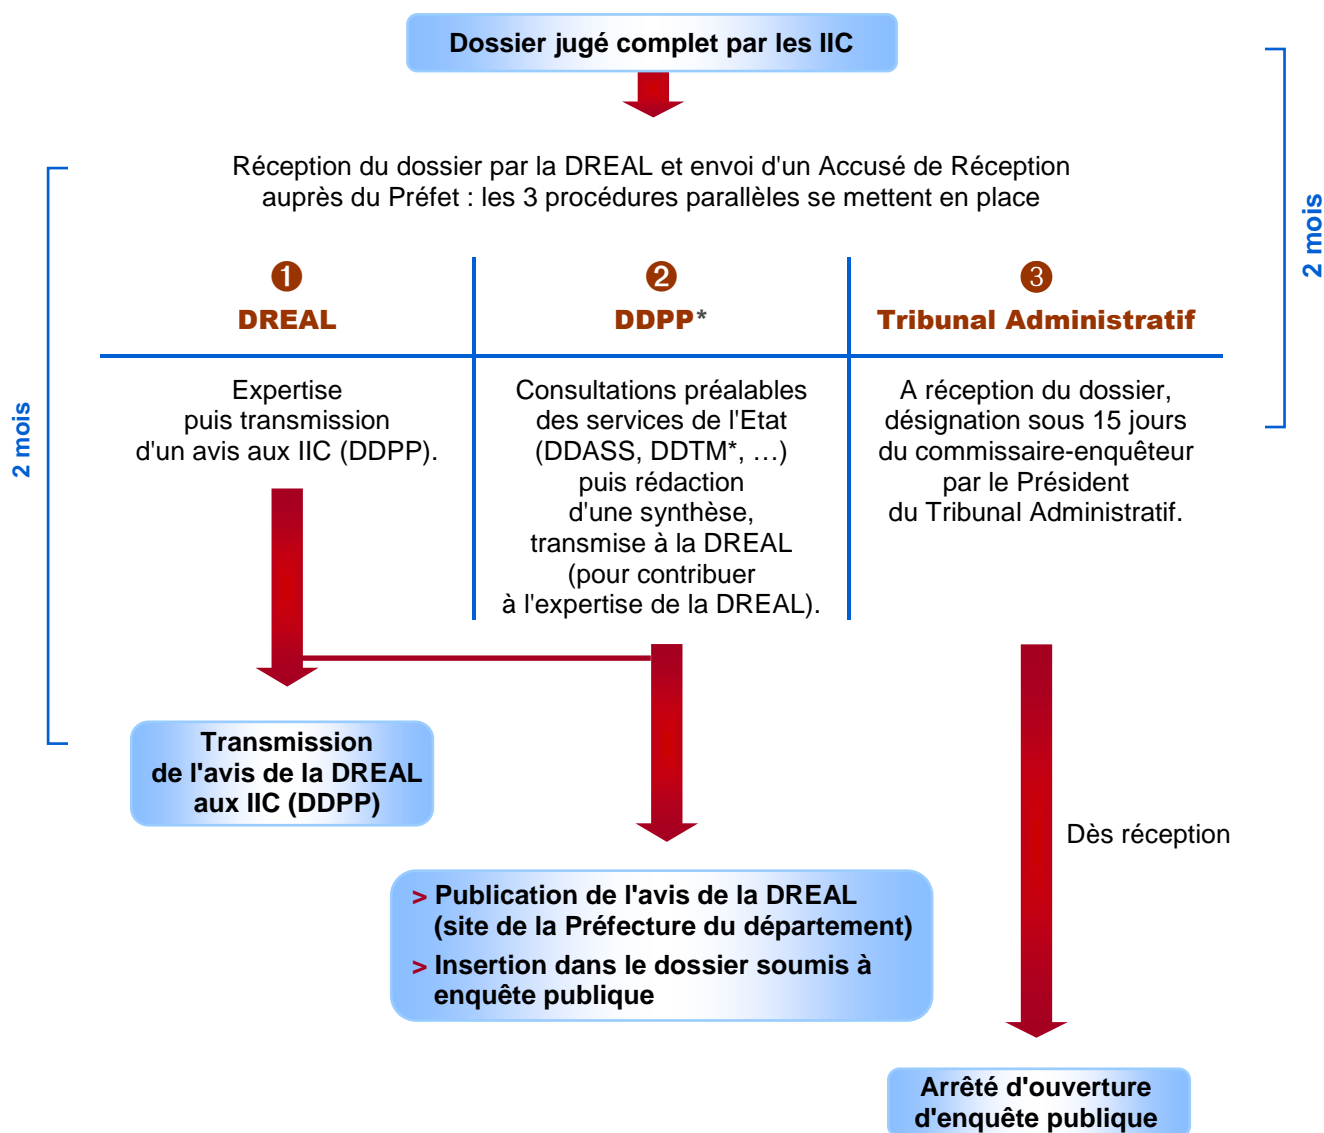 Dossier jugé complet par les IIC
Réception du dossier par la DREAL et envoi d'un Accusé de Réception
auprès du Préfet : les 3 procédures parallèles se mettent en place
2 mois
2 mois
❶
DREAL
Expertise
puis transmission
d'un avis aux IIC (DDPP).
❷
DDPP*
Consultations préalables
des services de l'Etat
(DDASS, DDTM*, …)
puis rédaction
d'une synthèse,
transmise à la DREAL
(pour contribuer
à l'expertise de la DREAL).
❸
Tribunal Administratif
A réception du dossier,
désignation sous 15 jours
du commissaire-enquêteur
par le Président
du Tribunal Administratif.
Transmission
de l'avis de la DREAL
aux IIC (DDPP)
Dès réception
> Publication de l'avis de la DREAL
(site de la Préfecture du département)
> Insertion dans le dossier soumis à
enquête publique
Arrêté d'ouverture
d'enquête publique